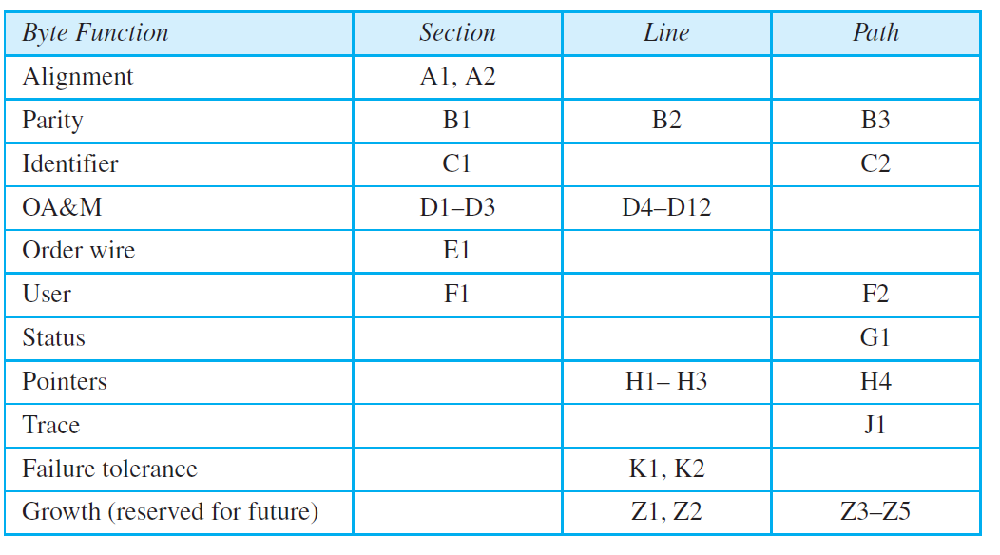 Byte Function Section Line Path
Alignment A1, A2
Parity B1 B2 B3
Identifier C1 C2
OA&M D1–D3 D4–D12
Order wire E1
User F1 F2
Status G1
Pointers H1– H3 H4
Trace J1
Failure tolerance K1, K2
Growth (reserved for future) Z1, Z2 Z3–Z5